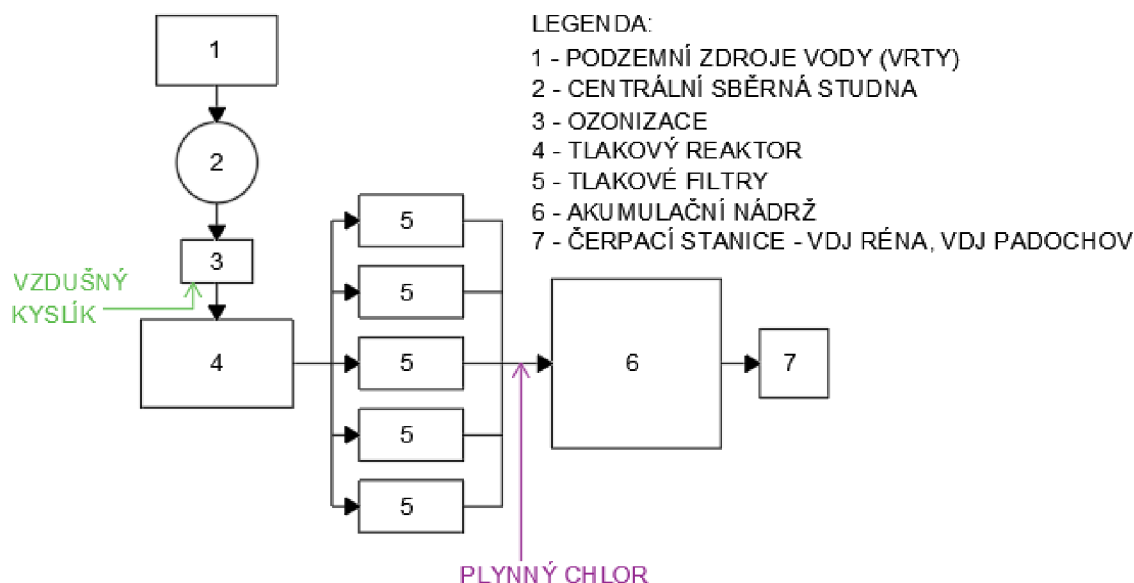 LEGENDA:
1 - PODZEMNÍ ZDROJE VODY (VRTY)
2 - CENTRÁLNÍ SBĚRNÁ STUDNA
3 - OZONIZACE
4 - TLAKOVÝ REAKTOR
5 - TLAKOVÉ FILTRY
6 - AKUMULAČNÍ NÁDRŽ
7 - ČERPACÍ STANICE - VDJ RÉNA, VDJ PADOCHOV
1
2
3
VZDUŠNÝ
KYSLÍK
4
5
5
5
5
5
6
7
PLYNNÝ CHLOR